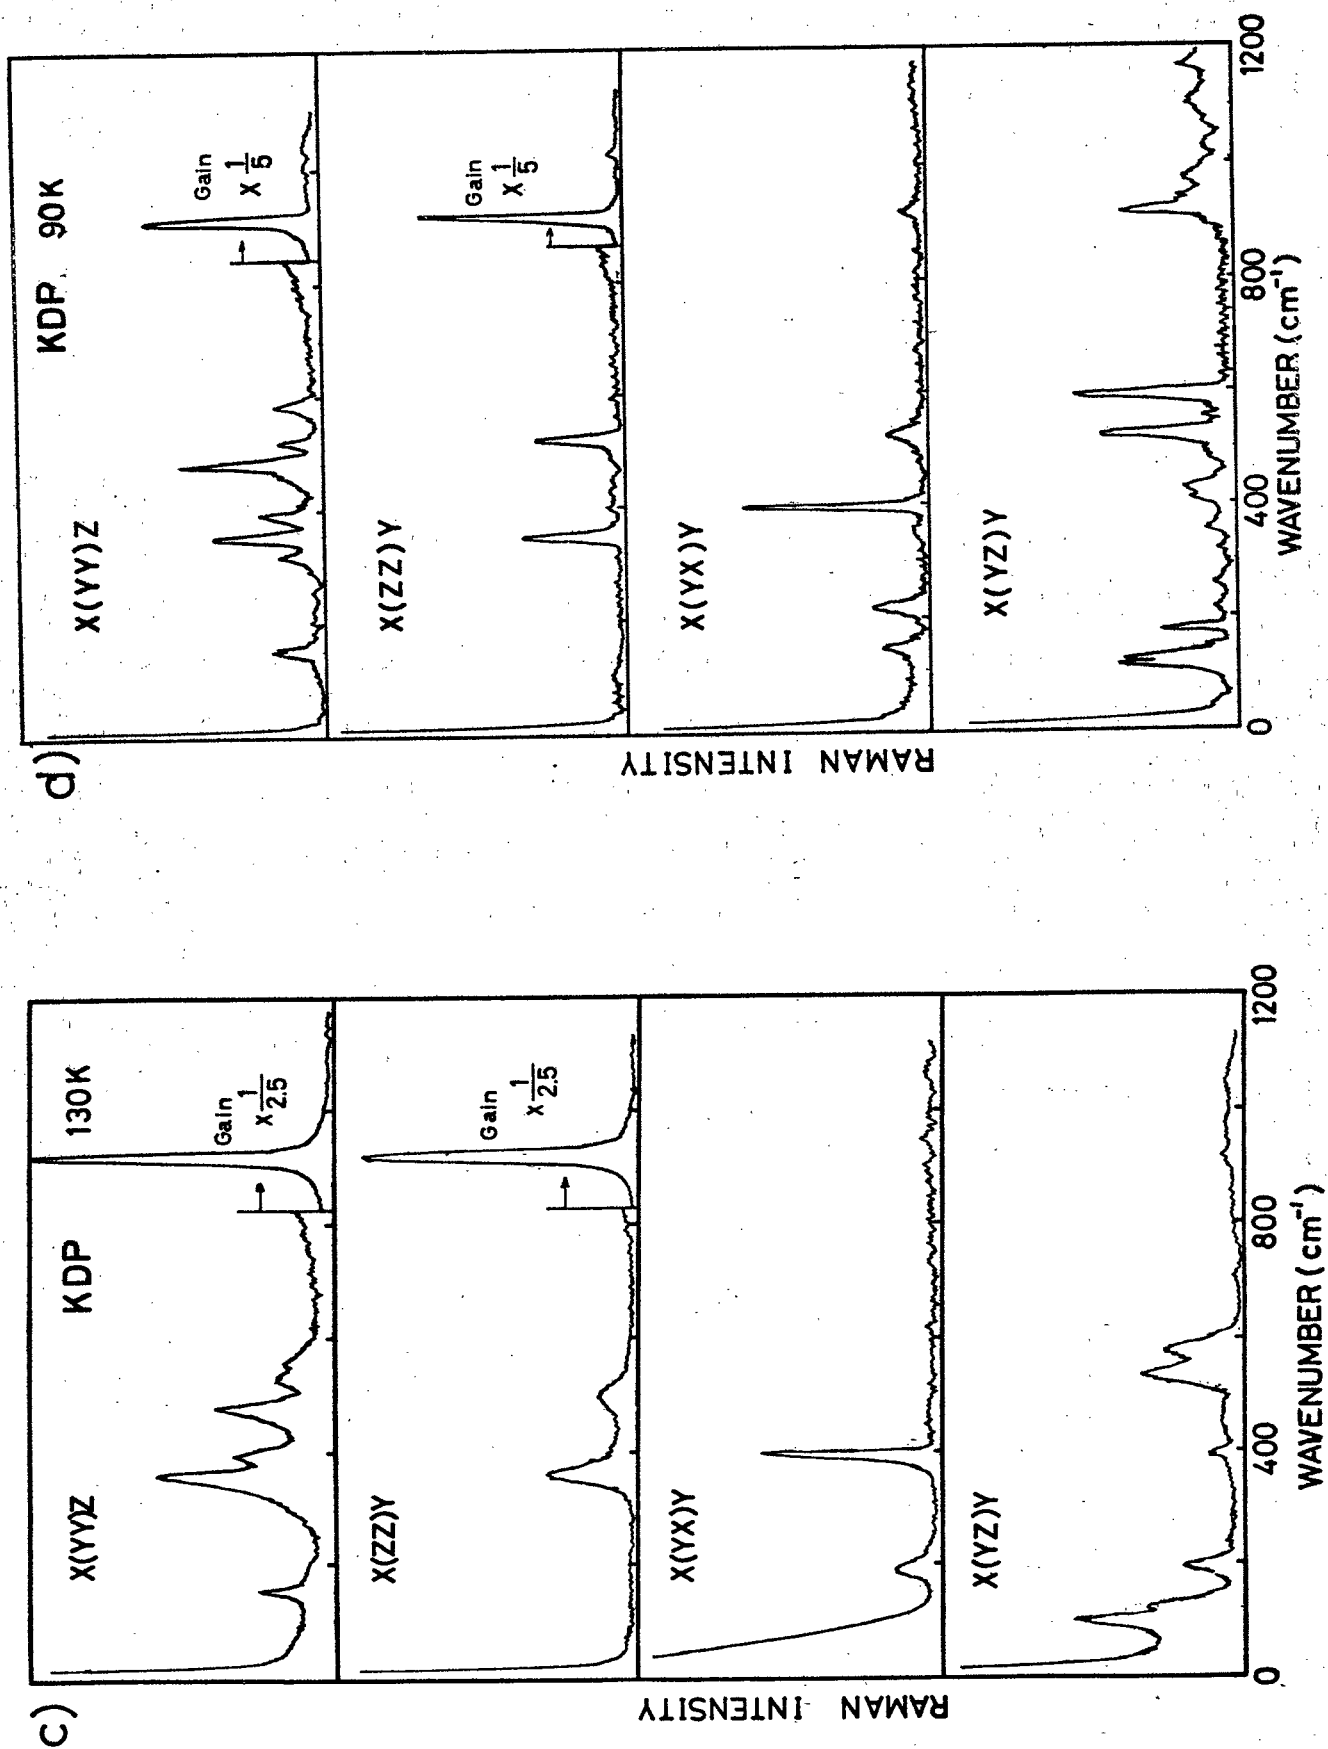 c)
KDP 130K
X(YY)Z
Gain
X 1/2.5
X(ZZ)Y
Gain
X 1/2.5
X(YX)Y
X(YZ)Y
RAMAN INTENSITY
0 400 800 1200
WAVENUMBER (cm⁻¹)
d)
KDP 90K
X(YY)Z
Gain
X 1/5
X(ZZ)Y
Gain
X 1/5
X(YX)Y
X(YZ)Y
RAMAN INTENSITY
0 400 800 1200
WAVENUMBER (cm⁻¹)